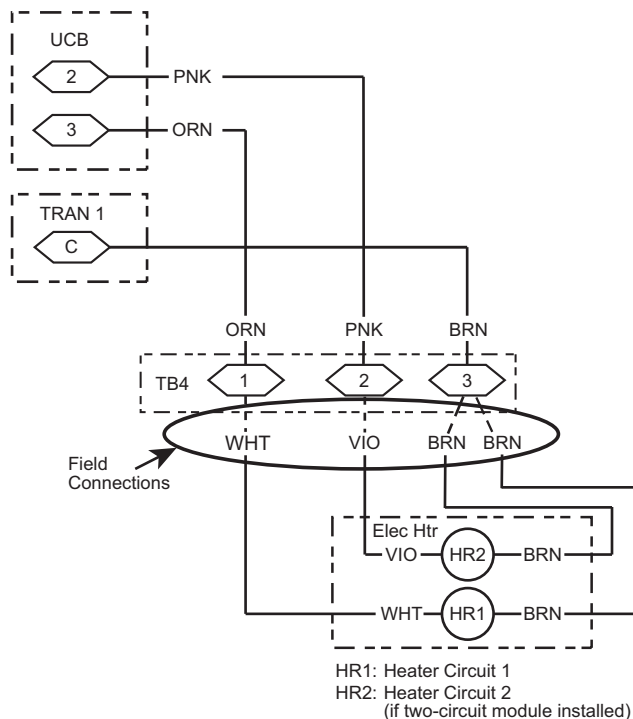 UCB
2 PNK
3 ORN
TRAN 1
C
ORN PNK BRN
TB4 1 2 3
WHT VIO BRN BRN
Field
Connections
Elec Htr
VIO HR2 BRN
WHT HR1 BRN
HR1: Heater Circuit 1
HR2: Heater Circuit 2
(if two-circuit module installed)